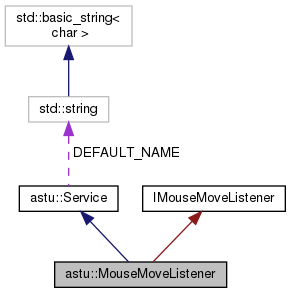 std::basic_string<
char >
std::string
DEFAULT_NAME
astu::Service
IMouseMoveListener
astu::MouseMoveListener